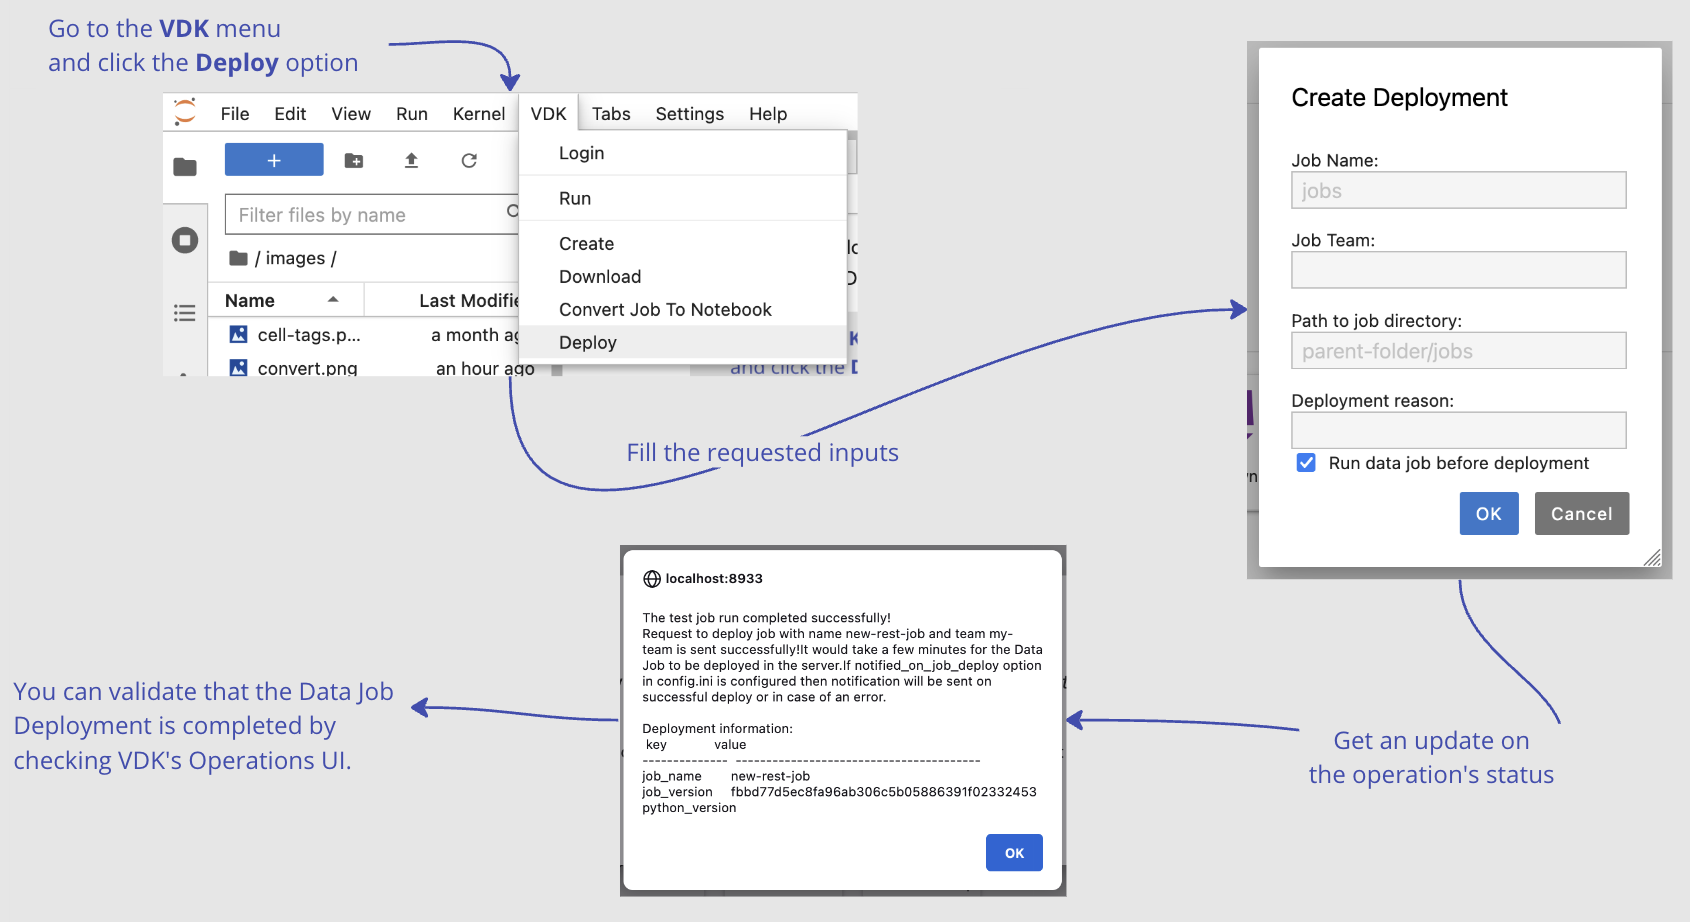 Go to the VDK menu
and click the Deploy option
File Edit View Run Kernel VDK Tabs Settings Help
+
Filter files by name
/ images /
Name Last Modifie
cell-tags.p... a month ag
convert.png an hour ago
Login
Run
Create
Download
Convert Job To Notebook
Deploy
and click the D
Fill the requested inputs
Create Deployment
Job Name:
jobs
Job Team:
Path to job directory:
parent-folder/jobs
Deployment reason:
Run data job before deployment
OK Cancel
Get an update on
the operation's status
localhost:8933
The test job run completed successfully!
Request to deploy job with name new-rest-job and team my-
team is sent successfully!It would take a few minutes for the Data
Job to be deployed in the server.If notified_on_job_deploy option
in config.ini is configured then notification will be sent on
successful deploy or in case of an error.
Deployment information:
key value
-------------- ----------------------------------------
job_name new-rest-job
job_version fbbd77d5ec8fa96ab306c5b05886391f02332453
python_version
OK
You can validate that the Data Job
Deployment is completed by
checking VDK's Operations UI.